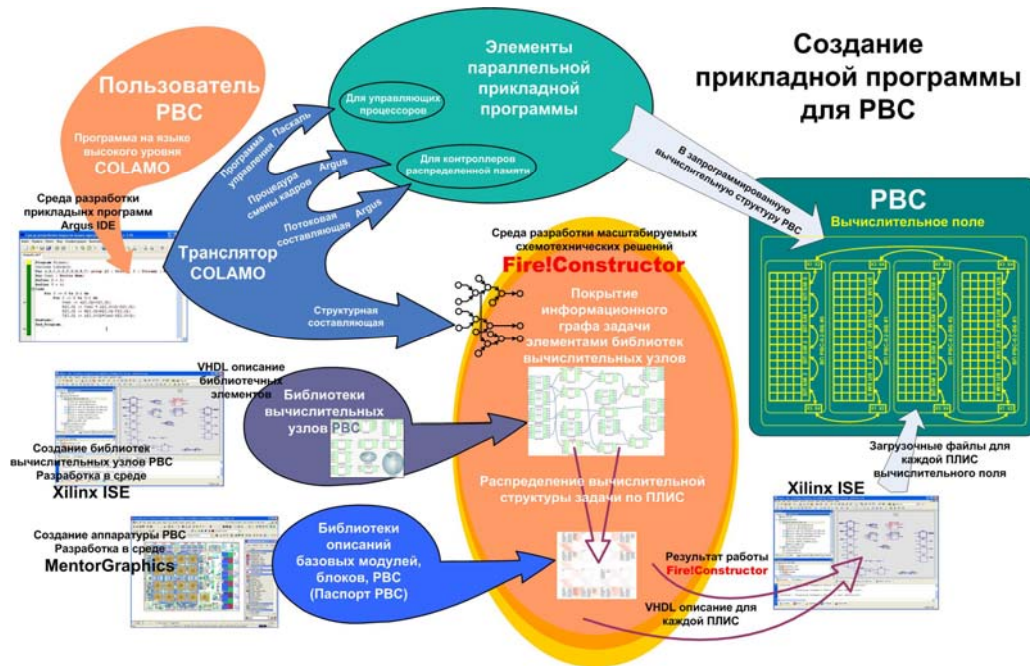 Создание
прикладной программы
для РВС
Пользователь
РВС
Программа на языке
высокого уровня
COLAMO
Среда разработки
прикладынх программ
Argus IDE
Транслятор
COLAMO
Программа
управления
Паскаль
Процедура
смены кадров
Argus
Потоковая
составляющая
Argus
Структурная
составляющая
Элементы
параллельной
прикладной
программы
Для управляющих
процессоров
Для контроллеров
распределенной памяти
В запрограммированную
вычислительную структуру РВС
РВС
Вычислительное поле
Среда разработки масштабируемых
схемотехнических решений
Fire!Constructor
Покрытие
информационного
графа задачи
элементами библиотек
вычислительных узлов
VHDL описание
библиотечных
элементов
Создание библиотек
вычислительных узлов РВС
Разработка в среде
Xilinx ISE
Библиотеки
вычислительных
узлов
РВС
Распределение вычислительной
структуры задачи по ПЛИС
Создание аппаратуры РВС
Разработка в среде
MentorGraphics
Библиотеки
описаний
базовых модулей,
блоков, РВС
(Паспорт РВС)
Результат работы
Fire!Constructor
VHDL описание для
каждой ПЛИС
Xilinx ISE
Загрузочные файлы для
каждой ПЛИС
вычислительного поля